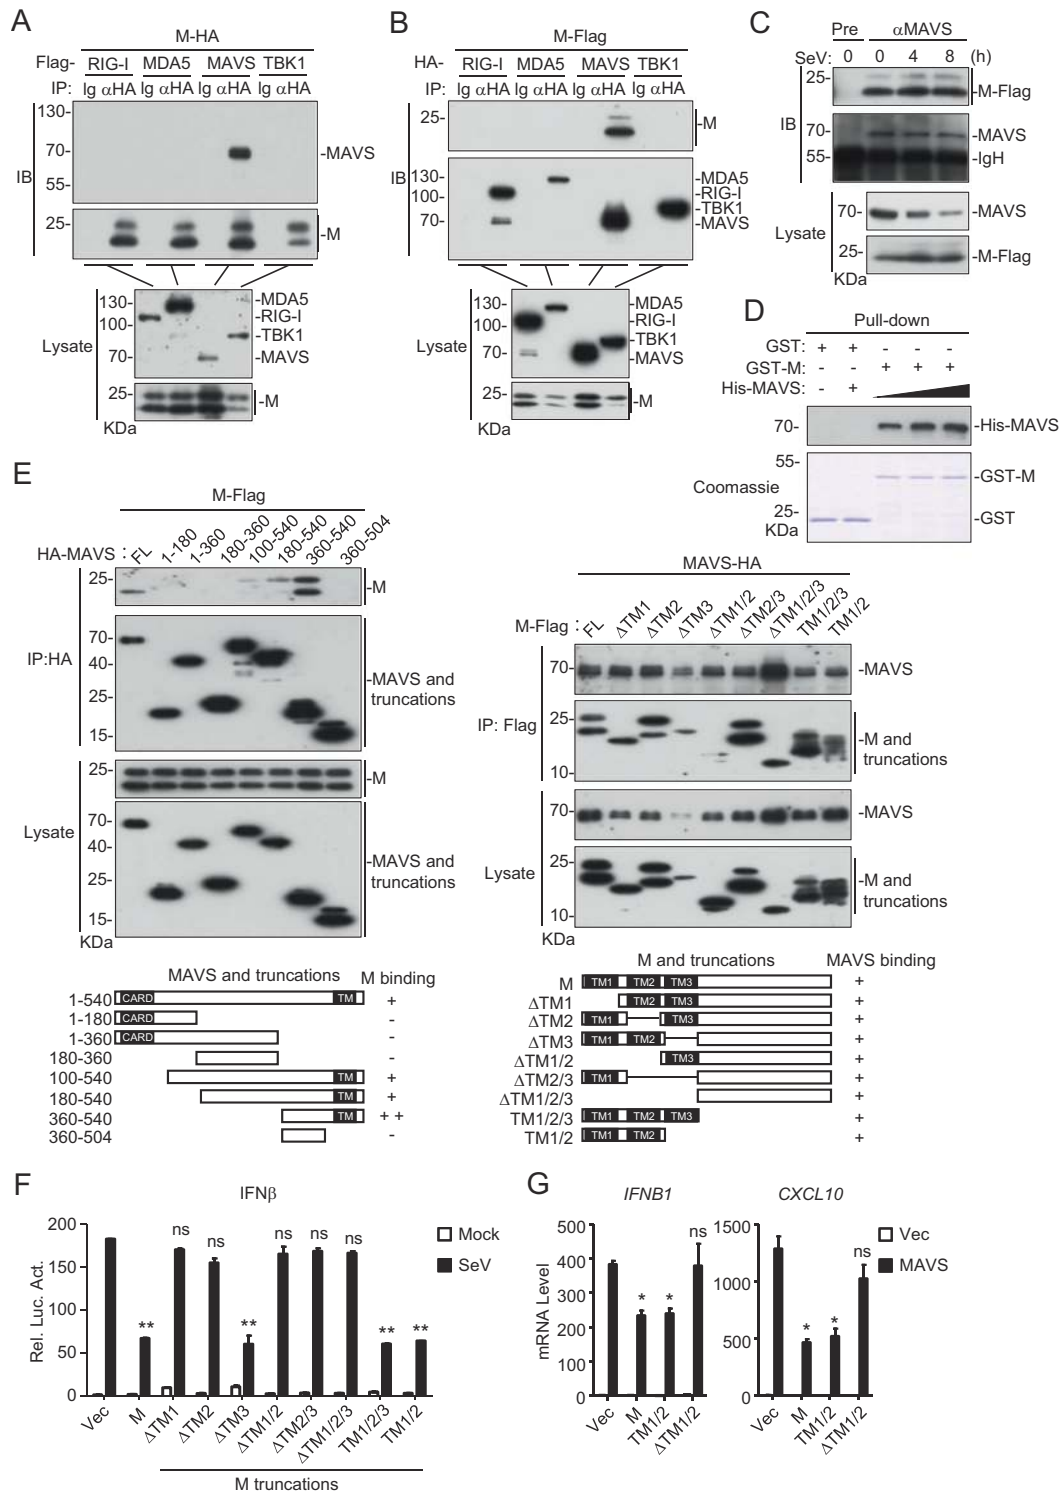 A
M-HA
Flag- RIG-I MDA5 MAVS TBK1
IP: Ig αHA Ig αHA Ig αHA Ig αHA
IB
130-
70-
55-
-MAVS
25-
-M
Lysate
130-
100-
70-
-MDA5
-RIG-I
-TBK1
-MAVS
25-
-M
KDa
B
M-Flag
HA- RIG-I MDA5 MAVS TBK1
IP: Ig αHA Ig αHA Ig αHA Ig αHA
IB
25-
-M
130-
100-
70-
-MDA5
-RIG-I
-TBK1
-MAVS
Lysate
130-
100-
70-
-MDA5
-RIG-I
-TBK1
-MAVS
25-
-M
KDa
C
Pre αMAVS
SeV: 0 0 4 8 (h)
IB
25-
-M-Flag
70-
55-
-MAVS
-IgH
Lysate
70-
-MAVS
25-
-M-Flag
KDa
D
Pull-down
GST: + + - - -
GST-M: - - + + +
His-MAVS: - +
70-
-His-MAVS
55-
Coomassie
-GST-M
25-
KDa
-GST
E
M-Flag
HA-MAVS : FL 1-180 1-360 180-360 100-540 180-540 360-540 360-504
IP:HA
25-
-M
70-
40-
25-
15-
-MAVS and
truncations
Lysate
25-
-M
70-
40-
25-
15-
-MAVS and
truncations
KDa
MAVS and truncations M binding
1-540 CARD TM +
1-180 CARD -
1-360 CARD -
180-360 -
100-540 TM +
180-540 TM +
360-540 TM + +
360-504 -
MAVS-HA
M-Flag : FL ΔTM1 ΔTM2 ΔTM3 ΔTM1/2 ΔTM2/3 ΔTM1/2/3 TM1/2/3 TM1/2
IP: Flag
70-
-MAVS
25-
10-
-M and
truncations
Lysate
70-
-MAVS
25-
10-
-M and
truncations
KDa
M and truncations MAVS binding
M TM1 TM2 TM3 +
ΔTM1 TM2 TM3 +
ΔTM2 TM1 TM3 +
ΔTM3 TM1 TM2 +
ΔTM1/2 TM3 +
ΔTM2/3 TM1 +
ΔTM1/2/3 +
TM1/2/3 TM1 TM2 TM3 +
TM1/2 TM1 TM2 +
F
IFNβ
Rel. Luc. Act.
200
150
100
50
0
** ns ns ** ns ns ns ** **
Mock
SeV
Vec M ΔTM1 ΔTM2 ΔTM3 ΔTM1/2 ΔTM2/3 ΔTM1/2/3 TM1/2/3 TM1/2
M truncations
G
IFNB1
mRNA Level
500
400
300
200
100
0
* * ns
Vec M TM1/2 ΔTM1/2
CXCL10
1500
1000
500
0
* * ns
Vec M TM1/2 ΔTM1/2
Vec
MAVS